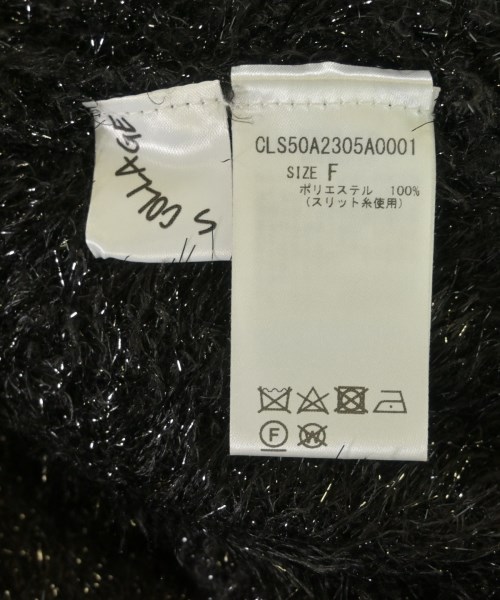 COLLAGE
S
CLS50A2305A0001
SIZE F
ポリエステル 100%
(スリット糸使用)
F
W